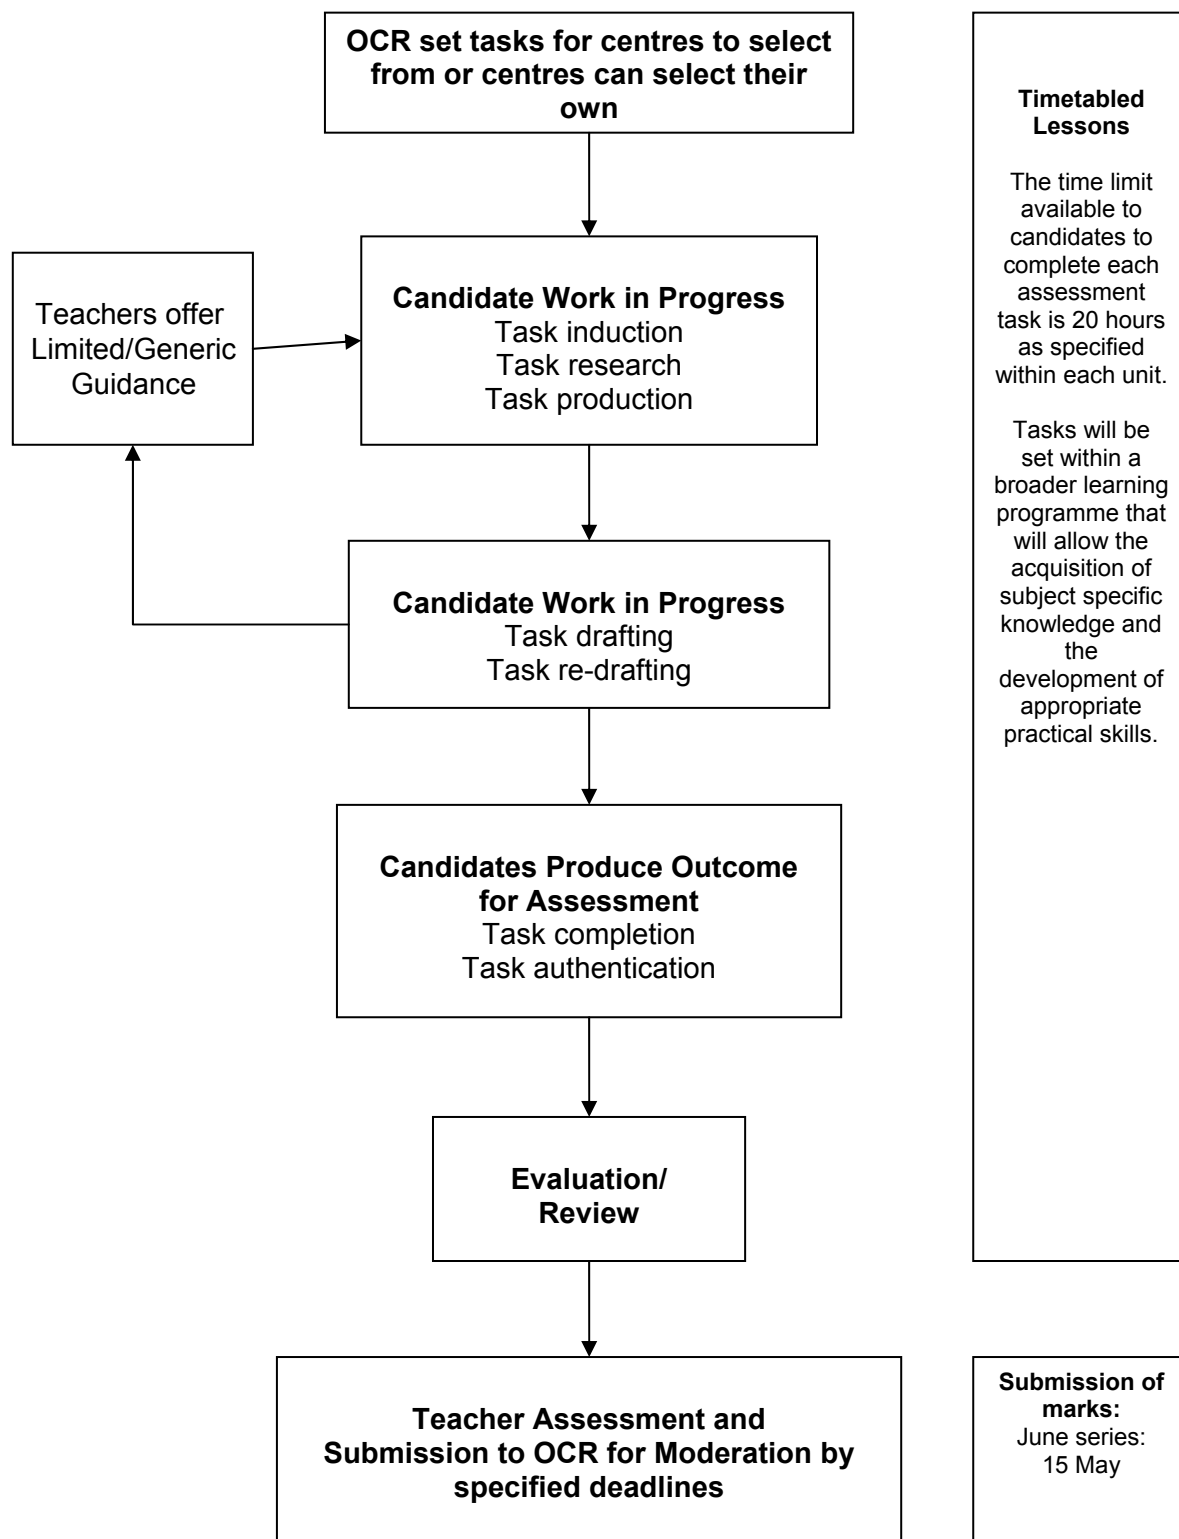 OCR set tasks for centres to select
from or centres can select their
own
Timetabled
Lessons
The time limit
available to
candidates to
complete each
assessment
task is 20 hours
as specified
within each unit.
Tasks will be
set within a
broader learning
programme that
will allow the
acquisition of
subject specific
knowledge and
the
development of
appropriate
practical skills.
Teachers offer
Limited/Generic
Guidance
Candidate Work in Progress
Task induction
Task research
Task production
Candidate Work in Progress
Task drafting
Task re-drafting
Candidates Produce Outcome
for Assessment
Task completion
Task authentication
Evaluation/
Review
Teacher Assessment and
Submission to OCR for Moderation by
specified deadlines
Submission of
marks:
June series:
15 May